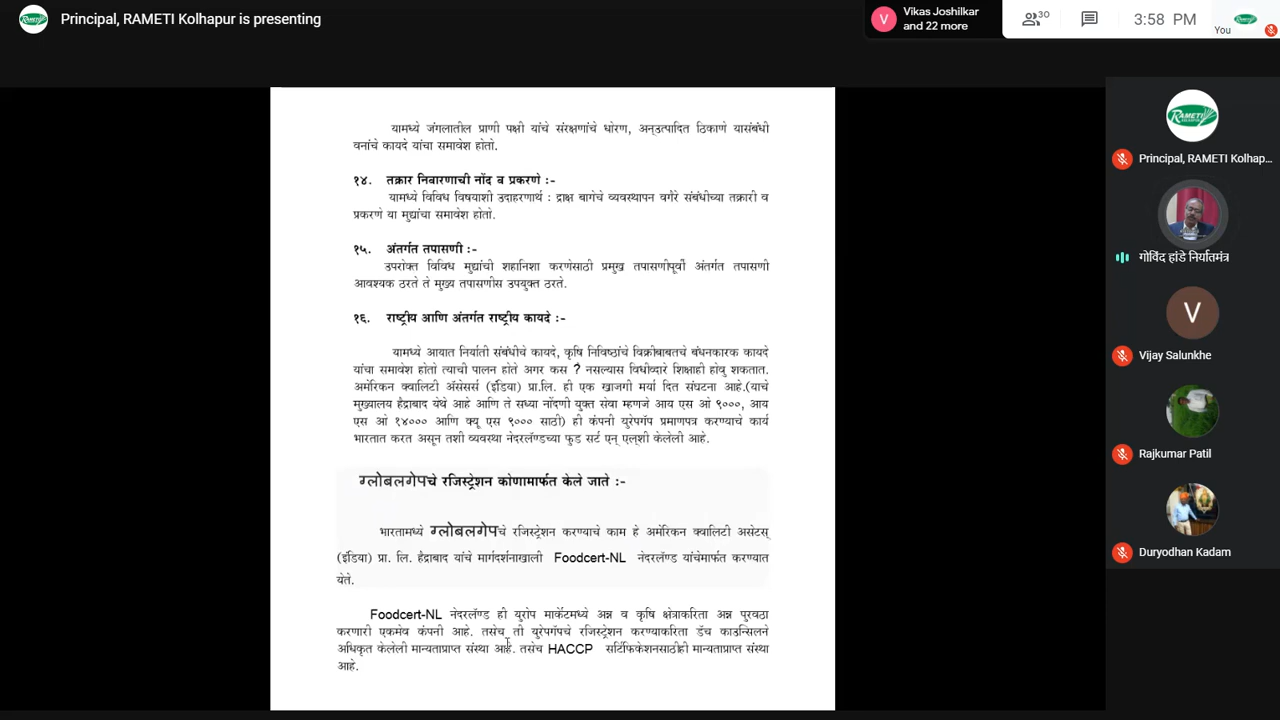 Principal, RAMETI Kolhapur is presenting
Vikas Joshilkar
and 22 more
30
3:58 PM
You
यामध्ये जंगलातील प्राणी पक्षी यांचे संरक्षणांचे धोरण, अन्उत्पादित ठिकाणे यासंबंधी
वनांचे कायदे यांचा समावेश होतो.
१४. तक्रार निवारणाची नोंद व प्रकरणे :-
यामध्ये विविध विषयाशी उदाहरणार्थ : द्राक्ष बागेचे व्यवस्थापन वगैरे संबंधीच्या तक्रारी व
प्रकरणे या मुद्यांचा समावेश होतो.
१५. अंतर्गत तपासणी :-
उपरोक्त विविध मुद्यांची शहानिशा करणेसाठी प्रमुख तपासणीपूर्वी अंतर्गत तपासणी
आवश्यक ठरते ते मुख्य तपासणीस उपयुक्त ठरते.
१६. राष्ट्रीय आणि अंतर्गत राष्ट्रीय कायदे :-
यामध्ये आयात निर्याती संबंधीचे कायदे, कृषि निविष्ठांचे विक्रीबाबतचे बंधनकारक कायदे
यांचा समावेश होतो त्याची पालन होते अगर कस ? नसल्यास विधीव्दारे शिक्षाही होवु शकतात.
अमेरिकन क्वालिटी ॲसेसर्स (इंडिया) प्रा.लि. ही एक खाजगी मर्या दित संघटना आहे.(याचे
मुख्यालय हैद्राबाद येथे आहे आणि ते सध्या नोंदणी युक्त सेवा म्हणजे आय एस ओ ९०००, आय
एस ओ १४००० आणि क्यू एस ९००० साठी) ही कंपनी युरेपगॅप प्रमाणपत्र करण्याचे कार्य
भारतात करत असून तशी व्यवस्था नेदरलॅण्डच्या फुड सर्ट एन् एल्शी केलेली आहे.
ग्लोबलगेपचे रजिस्ट्रेशन कोणामार्फत केले जाते :-
भारतामध्ये ग्लोबलगेपचे रजिस्ट्रेशन करण्याचे काम हे अमेरिकन क्वालिटी असेटस्
(इंडिया) प्रा. लि. हैद्राबाद यांचे मार्गदर्शनाखाली Foodcert-NL नेदरलॅण्ड यांचेमार्फत करण्यात
येते.
Foodcert-NL नेदरलॅण्ड ही युरोप मार्केटमध्ये अन्न व कृषि क्षेत्राकरिता अन्न पुरवठा
करणारी एकमेव कंपनी आहे. तसेच ती युरेपगॅपचे रजिस्ट्रेशन करण्याकरिता डॅच काउन्सिलने
अधिकृत केलेली मान्यताप्राप्त संस्था आहे. तसेच HACCP सर्टिफिकेशनसाठीही मान्यताप्राप्त संस्था
आहे.
Principal, RAMETI Kolhap...
गोविंद हांडे निर्यातमंत्र
V
Vijay Salunkhe
Rajkumar Patil
Duryodhan Kadam